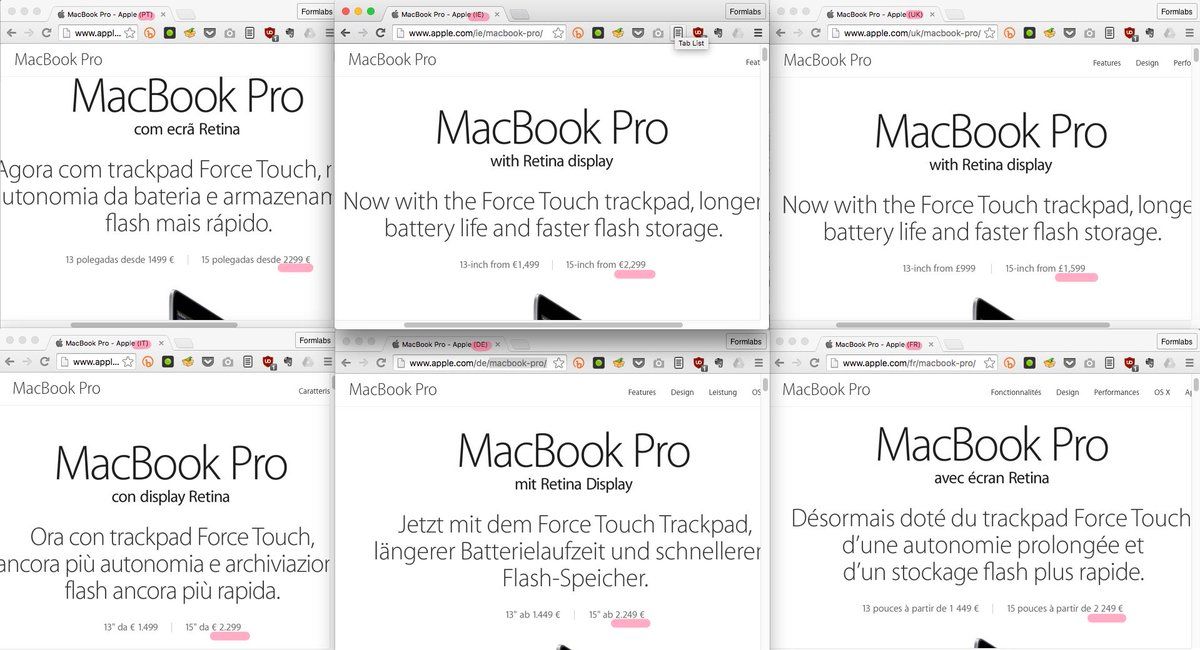 MacBook Pro - Apple (PT)
Formlabs
www.appl...
MacBook Pro
MacBook Pro
com ecrã Retina
Agora com trackpad Force Touch,
utonomia da bateria e armazenam
flash mais rápido.
13 polegadas desde 1499 €
15 polegadas desde 2299 €
MacBook Pro - Apple (IE)
Formlabs
www.apple.com/ie/macbook-pro/
Tab List
MacBook Pro
Feat
MacBook Pro
with Retina display
Now with the Force Touch trackpad, longer
battery life and faster flash storage.
13-inch from €1,499
15-inch from €2,299
MacBook Pro - Apple (UK)
Formlabs
www.apple.com/uk/macbook-pro/
MacBook Pro
Features Design Perfo
MacBook Pro
with Retina display
Now with the Force Touch trackpad, longe
battery life and faster flash storage.
13-inch from £999
15-inch from £1,599
MacBook Pro - Apple (IT)
Formlabs
www.appl...
MacBook Pro
Caratteris
MacBook Pro
con display Retina
Ora con trackpad Force Touch,
ancora più autonomia e archiviazion
flash ancora più rapida.
13" da € 1.499
15" da € 2.299
MacBook Pro - Apple (DE)
Formlabs
www.apple.com/de/macbook-pro/
MacBook Pro
Features Design Leistung OS
MacBook Pro
mit Retina Display
Jetzt mit dem Force Touch Trackpad,
längerer Batterielaufzeit und schnellerer
Flash-Speicher.
13" ab 1.449 €
15" ab 2.249 €
MacBook Pro - Apple (FR)
Formlabs
www.apple.com/fr/macbook-pro/
MacBook Pro
Fonctionnalités Design Performances OS X
MacBook Pro
avec écran Retina
Désormais doté du trackpad Force Touch
d’une autonomie prolongée et
d’un stockage flash plus rapide.
13 pouces à partir de 1 449 €
15 pouces à partir de 2 249 €